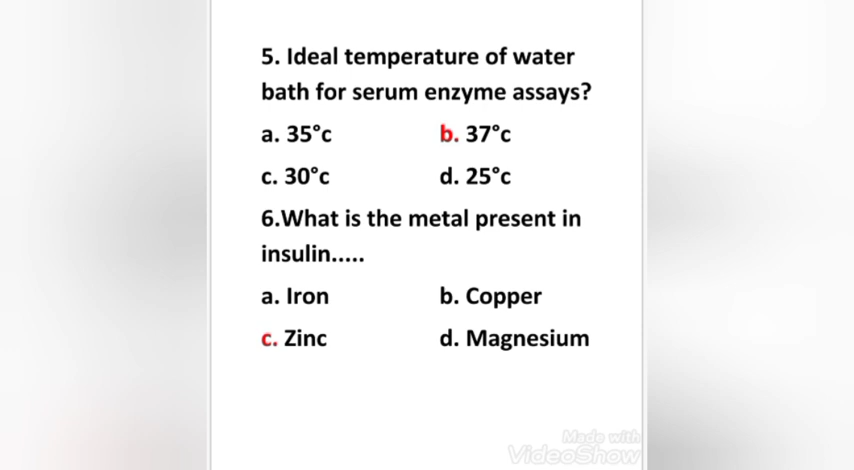 5. Ideal temperature of water
bath for serum enzyme assays?
a. 35°c b. 37°c
c. 30°c d. 25°c
6.What is the metal present in
insulin.....
a. Iron b. Copper
c. Zinc d. Magnesium
Made with
VideoShow